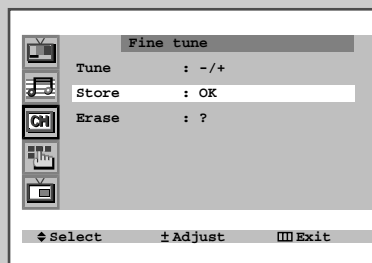 Fine tune
Tune : -/+
Store : OK
CH
Erase : ?
Select ± Adjust Exit